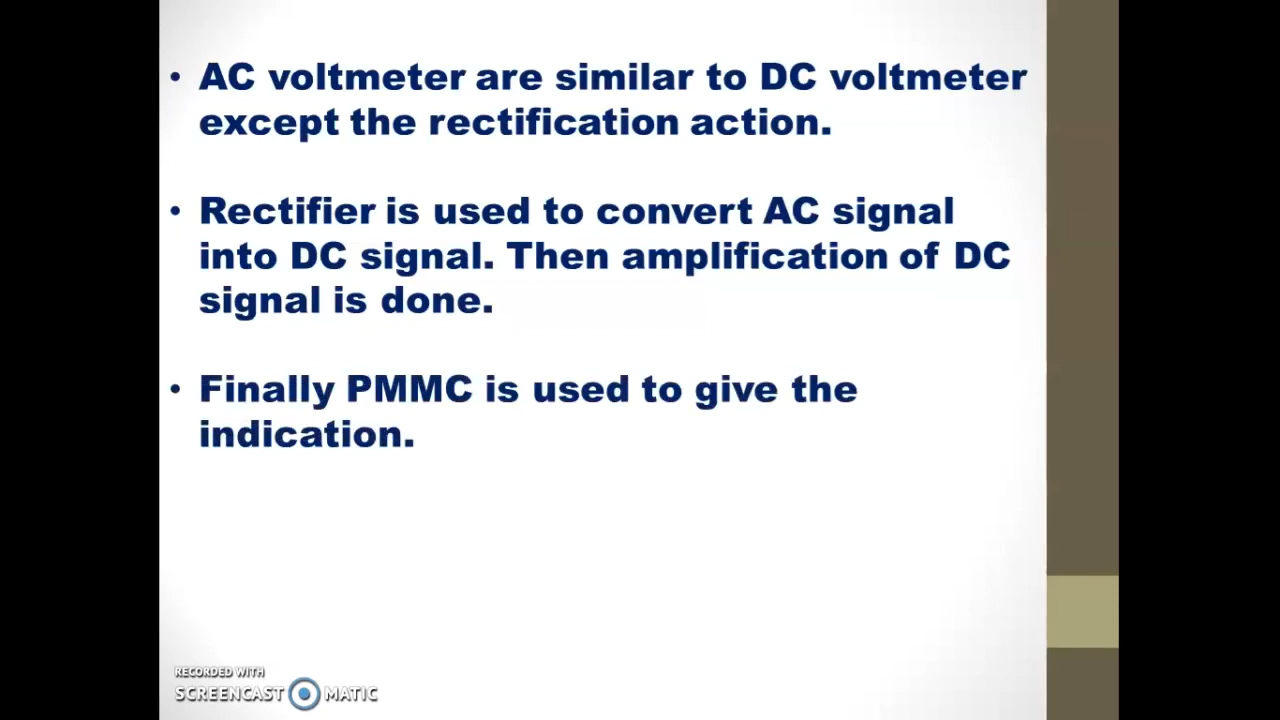 • AC voltmeter are similar to DC voltmeter
except the rectification action.
• Rectifier is used to convert AC signal
into DC signal. Then amplification of DC
signal is done.
• Finally PMMC is used to give the
indication.
RECORDED WITH
SCREENCAST MATIC